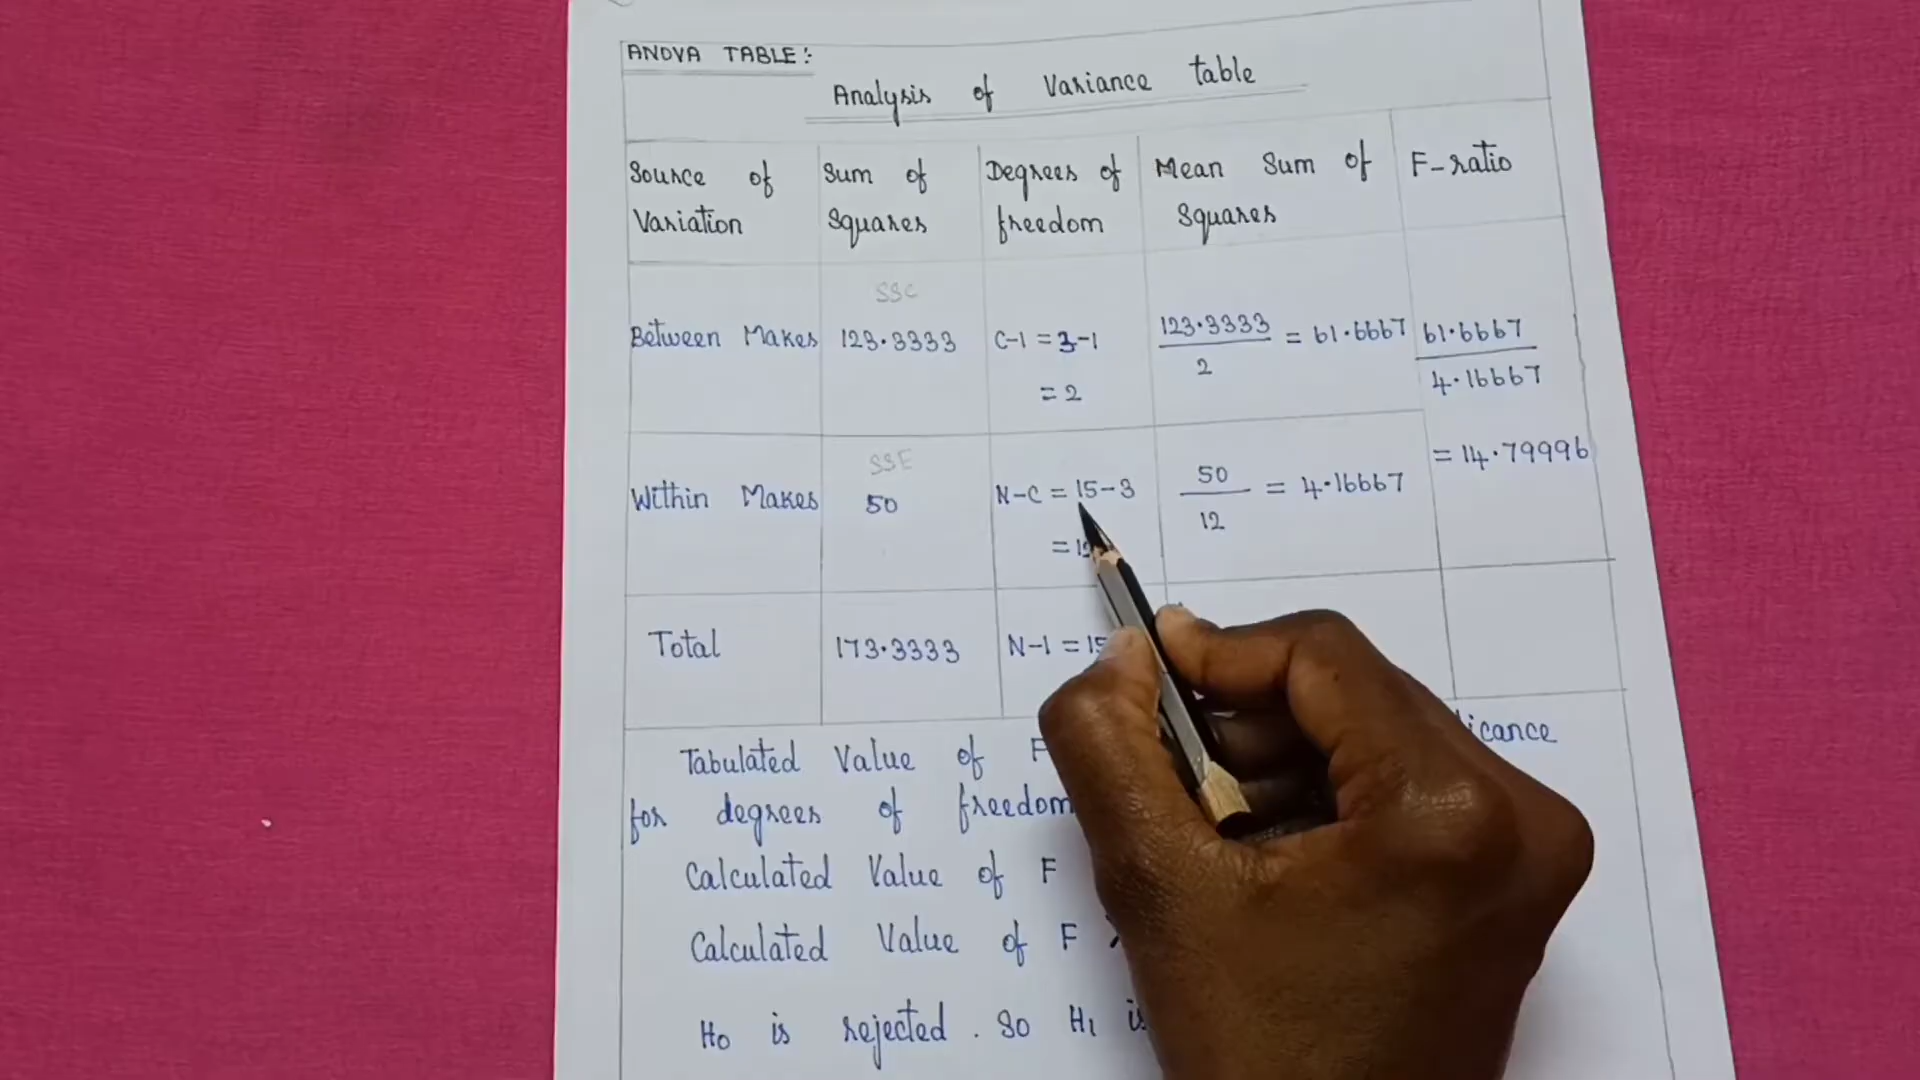 ANOVA TABLE:-
Analysis of Variance table
Source of Variation
Sum of Squares
Degrees of freedom
Mean Sum of Squares
F-ratio
SSC
Between Makes
123.3333
C-1 = 3-1
= 2
123.3333
2
= 61.6667
61.6667
4.16667
= 14.79996
SSE
Within Makes
50
N-C = 15-3
50
12
= 4.16667
Total
173.3333
N-1 =
Tabulated Value of F
for degrees of freedom
Calculated Value of F
Calculated Value of F
H0 is rejected. So H1 is